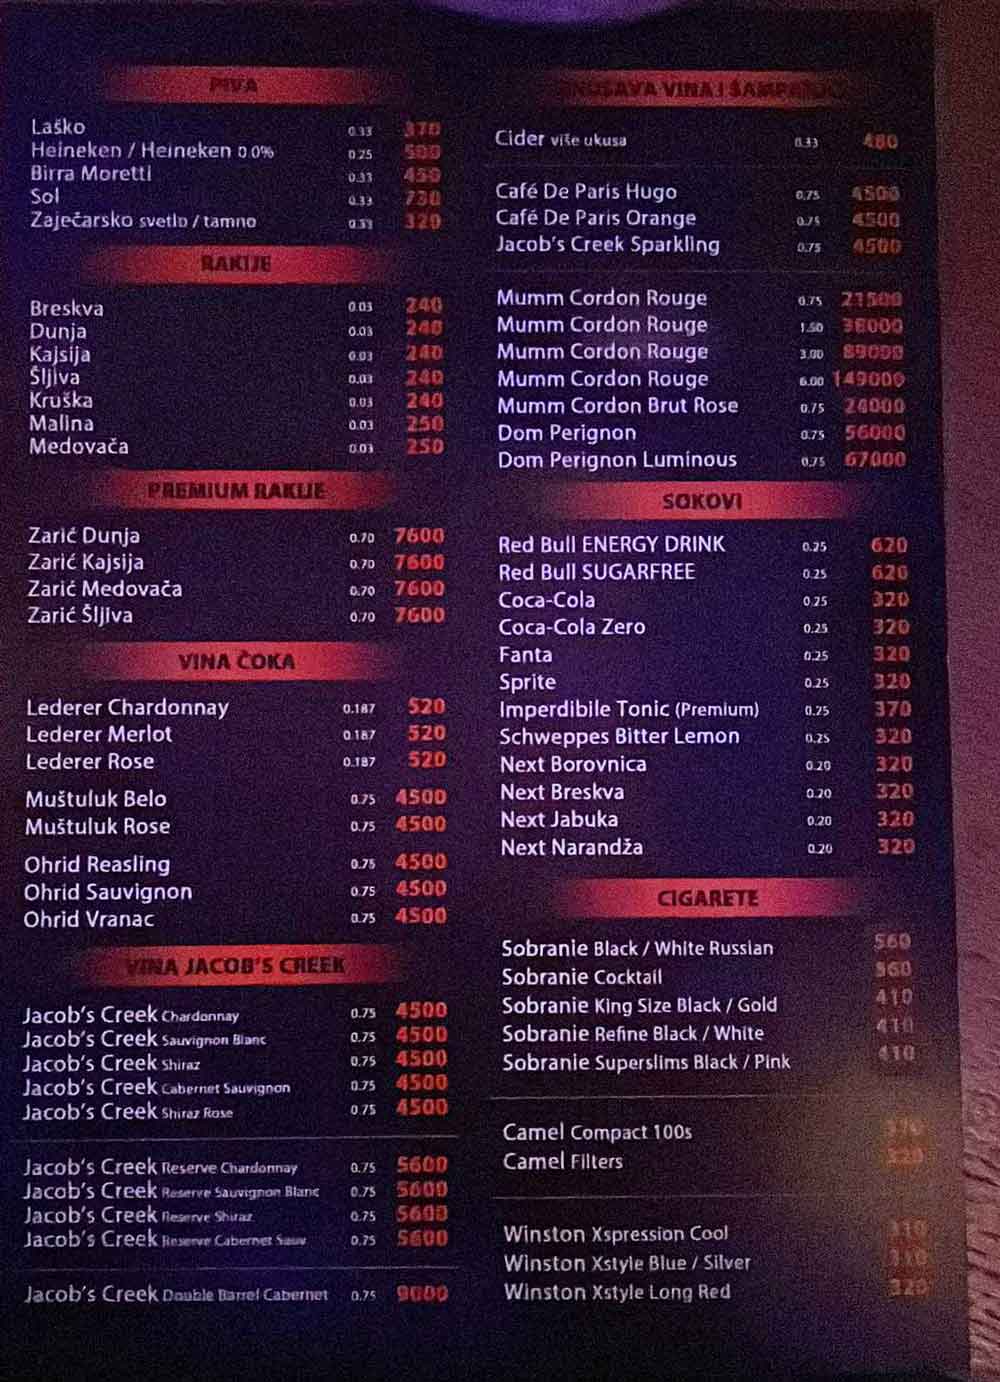 PIVA
Laško 0.33 370
Heineken / Heineken 0.0% 0.25 500
Birra Moretti 0.33 450
Sol 0.33 730
Zaječarsko svetlo / tamno 0.33 320
RAKIJE
Breskva 0.03 240
Dunja 0.03 240
Kajsija 0.03 240
Šljiva 0.03 240
Kruška 0.03 240
Malina 0.03 250
Medovača 0.03 250
PREMIUM RAKIJE
Zarić Dunja 0.70 7600
Zarić Kajsija 0.70 7600
Zarić Medovača 0.70 7600
Zarić Šljiva 0.70 7600
VINA ČOKA
Lederer Chardonnay 0.187 520
Lederer Merlot 0.187 520
Lederer Rose 0.187 520
Muštuluk Belo 0.75 4500
Muštuluk Rose 0.75 4500
Ohrid Reasling 0.75 4500
Ohrid Sauvignon 0.75 4500
Ohrid Vranac 0.75 4500
VINA JACOB'S CREEK
Jacob's Creek Chardonnay 0.75 4500
Jacob's Creek Sauvignon Blanc 0.75 4500
Jacob's Creek Shiraz 0.75 4500
Jacob's Creek Cabernet Sauvignon 0.75 4500
Jacob's Creek Shiraz Rose 0.75 4500
Jacob's Creek Reserve Chardonnay 0.75 5600
Jacob's Creek Reserve Sauvignon Blanc 0.75 5600
Jacob's Creek Reserve Shiraz 0.75 5600
Jacob's Creek Reserve Cabernet Sauv 0.75 5600
Jacob's Creek Double Barrel Cabernet 0.75 9000
VINA I
Cider više ukusa 0.33 480
Café De Paris Hugo 0.75 4500
Café De Paris Orange 0.75 4500
Jacob's Creek Sparkling 0.75 4500
Mumm Cordon Rouge 0.75 21500
Mumm Cordon Rouge 1.50 38000
Mumm Cordon Rouge 3.00 89000
Mumm Cordon Rouge 6.00 149000
Mumm Cordon Brut Rose 0.75 24000
Dom Perignon 0.75 56000
Dom Perignon Luminous 0.75 67000
SOKOVI
Red Bull ENERGY DRINK 0.25 620
Red Bull SUGARFREE 0.25 620
Coca-Cola 0.25 320
Coca-Cola Zero 0.25 320
Fanta 0.25 320
Sprite 0.25 320
Imperdibile Tonic (Premium) 0.25 370
Schweppes Bitter Lemon 0.25 320
Next Borovnica 0.20 320
Next Breskva 0.20 320
Next Jabuka 0.20 320
Next Narandža 0.20 320
CIGARETE
Sobranie Black / White Russian 560
Sobranie Cocktail 560
Sobranie King Size Black / Gold 410
Sobranie Refine Black / White 410
Sobranie Superslims Black / Pink 410
Camel Compact 100s
Camel Filters 320
Winston Xspression Cool 310
Winston Xstyle Blue / Silver 310
Winston Xstyle Long Red 320